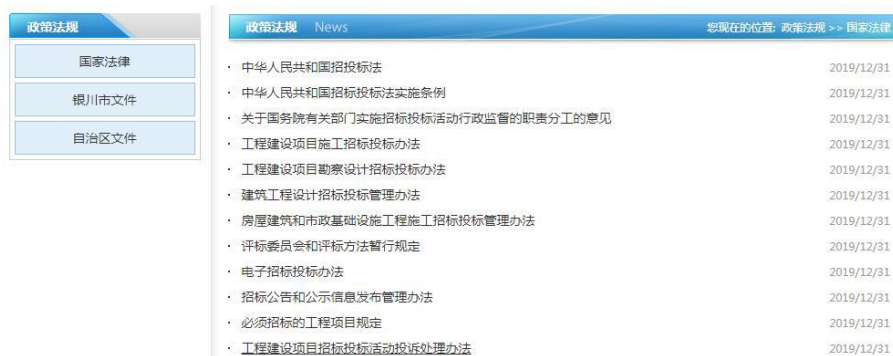 政策法规
国家法律
银川市文件
自治区文件
政策法规 News 您现在的位置: 政策法规 >> 国家法律
· 中华人民共和国招投标法 2019/12/31
· 中华人民共和国招标投标法实施条例 2019/12/31
· 关于国务院有关部门实施招标投标活动行政监督的职责分工的意见 2019/12/31
· 工程建设项目施工招标投标办法 2019/12/31
· 工程建设项目勘察设计招标投标办法 2019/12/31
· 建筑工程设计招标投标管理办法 2019/12/31
· 房屋建筑和市政基础设施工程施工招标投标管理办法 2019/12/31
· 评标委员会和评标方法暂行规定 2019/12/31
· 电子招标投标办法 2019/12/31
· 招标公告和公示信息发布管理办法 2019/12/31
· 必须招标的工程项目规定 2019/12/31
· 工程建设项目招标投标活动投诉处理办法 2019/12/31